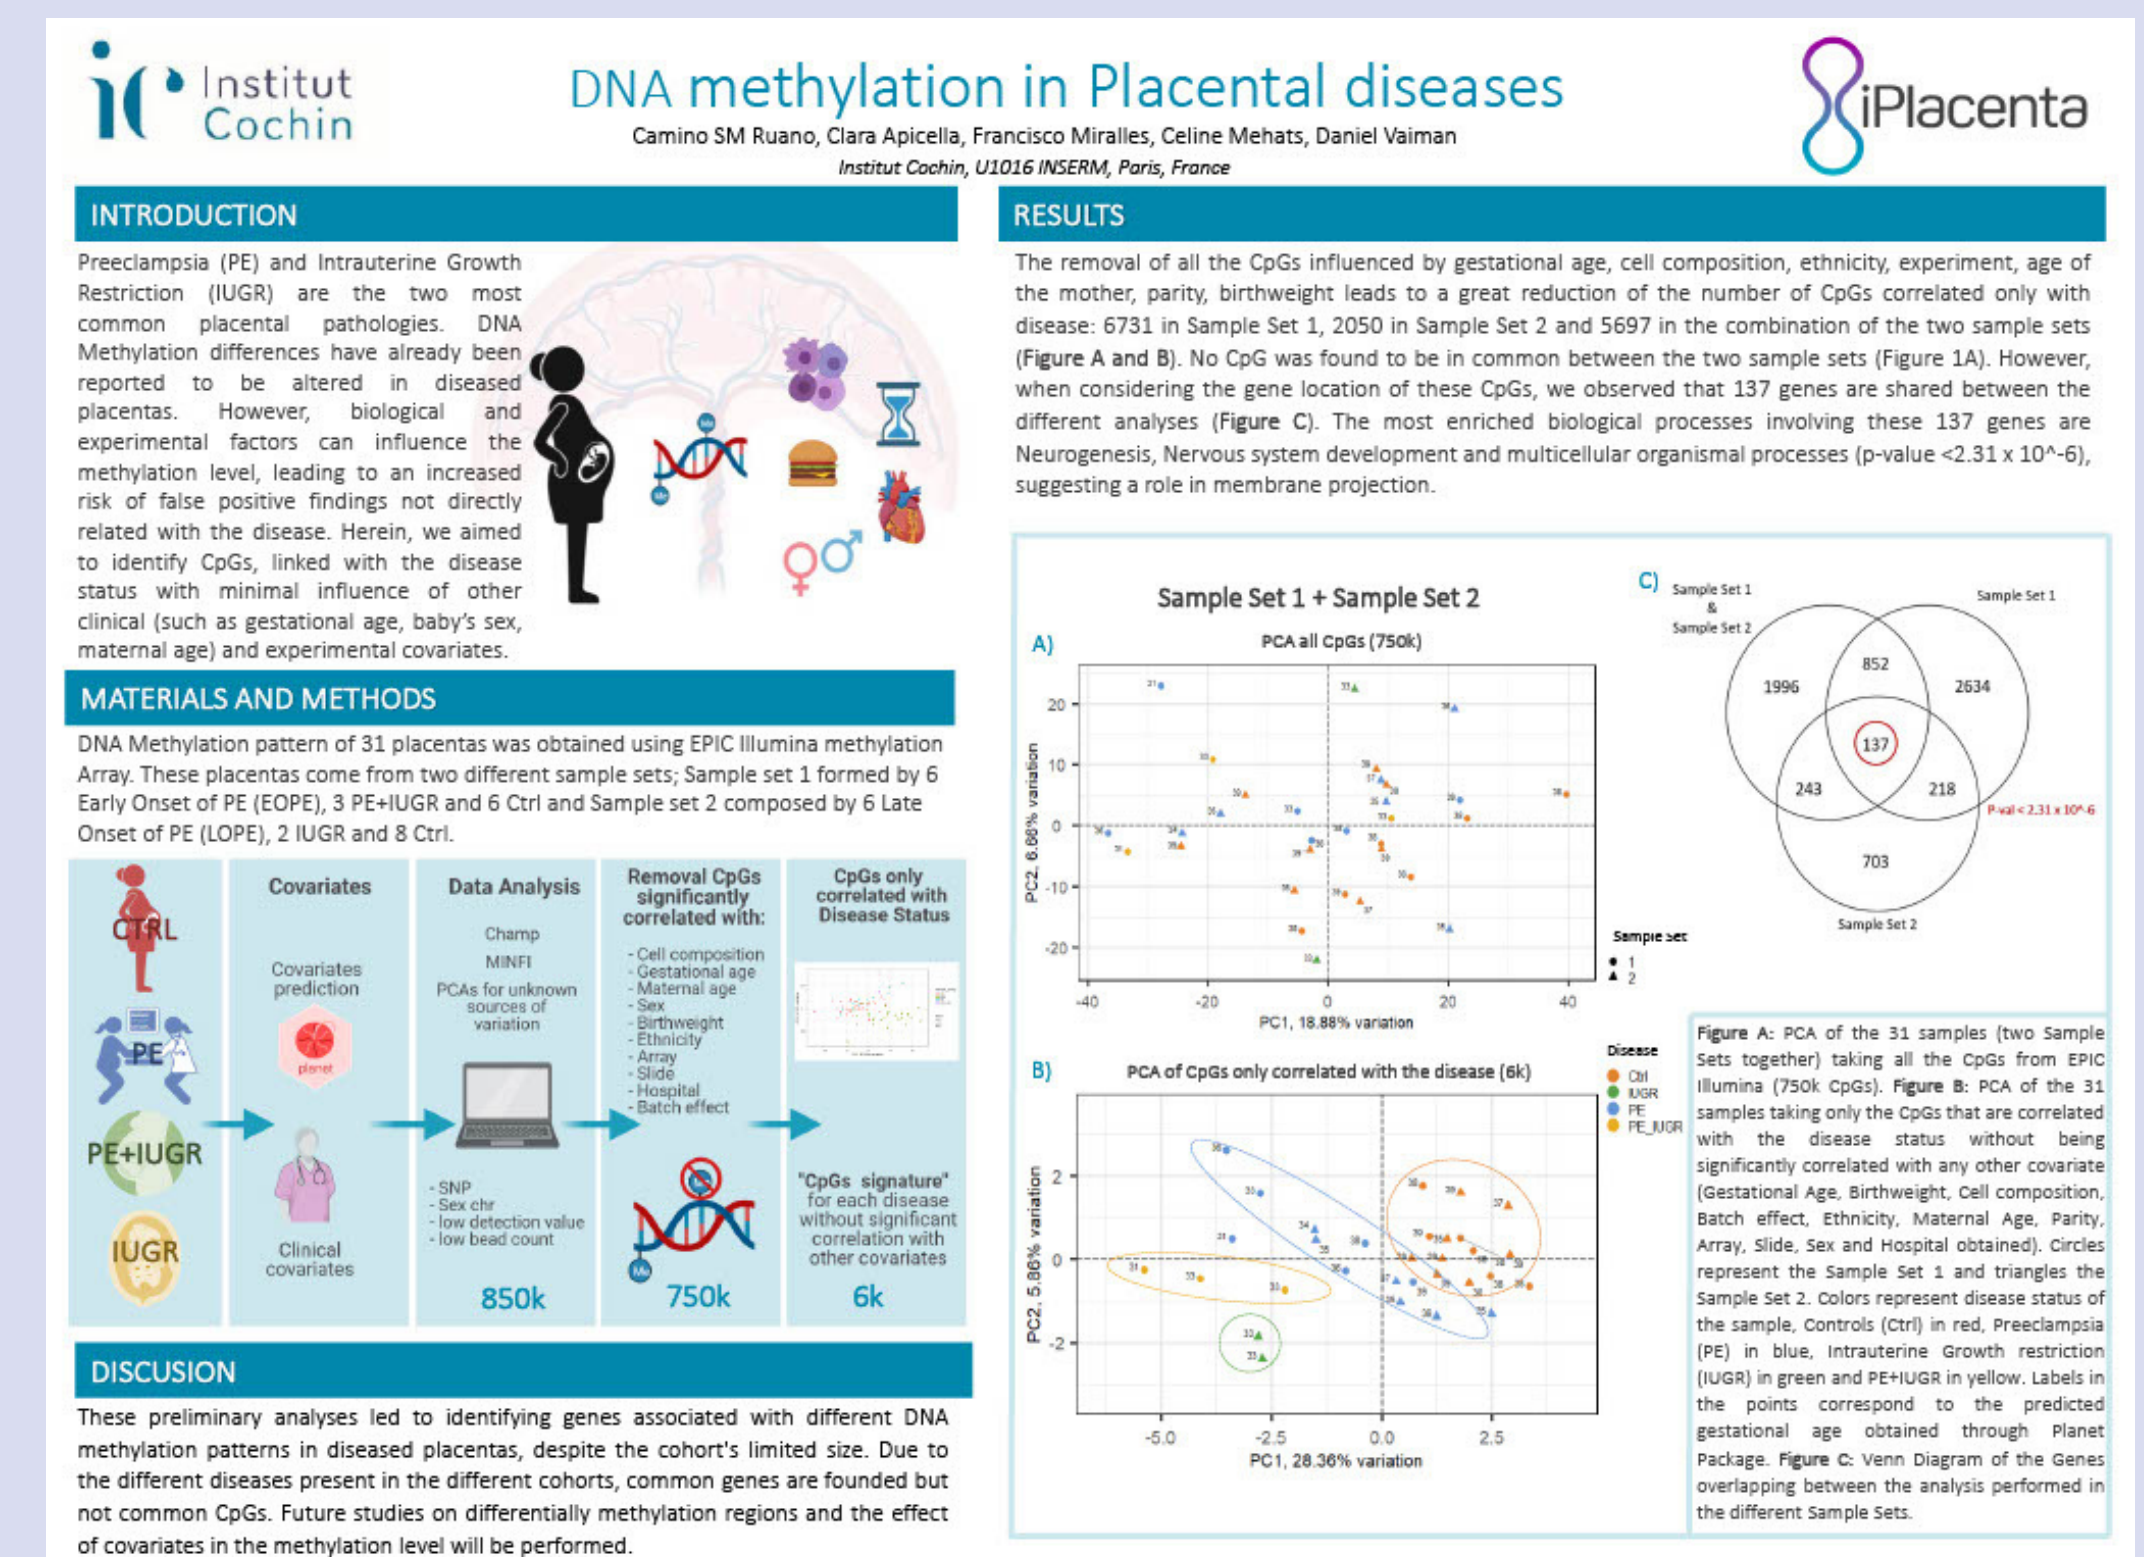 Institut
Cochin
DNA methylation in Placental diseases
Camino SM Ruano, Clara Apicella, Francisco Miralles, Celine Mehats, Daniel Vaiman
Institut Cochin, U1016 INSERM, Paris, France
iPlacenta
INTRODUCTION
Preeclampsia (PE) and Intrauterine Growth
Restriction (IUGR) are the two most
common placental pathologies. DNA
Methylation differences have already been
reported to be altered in diseased
placentas. However, biological and
experimental factors can influence the
methylation level, leading to an increased
risk of false positive findings not directly
related with the disease. Herein, we aimed
to identify CpGs, linked with the disease
status with minimal influence of other
clinical (such as gestational age, baby's sex,
maternal age) and experimental covariates.
Me
Me
MATERIALS AND METHODS
DNA Methylation pattern of 31 placentas was obtained using EPIC Illumina methylation
Array. These placentas come from two different sample sets; Sample set 1 formed by 6
Early Onset of PE (EOPE), 3 PE+IUGR and 6 Ctrl and Sample set 2 composed by 6 Late
Onset of PE (LOPE), 2 IUGR and 8 Ctrl.
CTRL
PE
PE+IUGR
IUGR
Covariates
Covariates
prediction
planet
Clinical
covariates
Data Analysis
Champ
MINFI
PCAs for unknown
sources of
variation
- SNP
- Sex chr
- low detection value
- low bead count
850k
Removal CpGs
significantly
correlated with:
- Cell composition
- Gestational age
- Maternal age
- Sex
- Birthweight
- Ethnicity
- Array
- Slide
- Hospital
- Batch effect
Me
750k
CpGs only
correlated with
Disease Status
"CpGs signature"
for each disease
without significant
correlation with
other covariates
6k
DISCUSION
These preliminary analyses led to identifying genes associated with different DNA
methylation patterns in diseased placentas, despite the cohort's limited size. Due to
the different diseases present in the different cohorts, common genes are founded but
not common CpGs. Future studies on differentially methylation regions and the effect
of covariates in the methylation level will be performed.
RESULTS
The removal of all the CpGs influenced by gestational age, cell composition, ethnicity, experiment, age of
the mother, parity, birthweight leads to a great reduction of the number of CpGs correlated only with
disease: 6731 in Sample Set 1, 2050 in Sample Set 2 and 5697 in the combination of the two sample sets
(Figure A and B). No CpG was found to be in common between the two sample sets (Figure 1A). However,
when considering the gene location of these CpGs, we observed that 137 genes are shared between the
different analyses (Figure C). The most enriched biological processes involving these 137 genes are
Neurogenesis, Nervous system development and multicellular organismal processes (p-value <2.31 x 10^-6),
suggesting a role in membrane projection.
Sample Set 1 + Sample Set 2
A)
PCA all CpGs (750k)
PC2, 6.66% variation
20
10
0
-10
-20
-40 -20 0 20 40
PC1, 18.88% variation
Sample Set
1
2
B)
PCA of CpGs only correlated with the disease (6k)
PC2, 5.86% variation
2
0
-2
-5.0 -2.5 0.0 2.5
PC1, 28.36% variation
Disease
Ctrl
IUGR
PE
PE_IUGR
C)
Sample Set 1
&
Sample Set 2
Sample Set 1
852
1996
2634
137
243
218
P-val < 2.31 x 10^-6
703
Sample Set 2
Figure A: PCA of the 31 samples (two Sample
Sets together) taking all the CpGs from EPIC
Illumina (750k CpGs). Figure B: PCA of the 31
samples taking only the CpGs that are correlated
with the disease status without being
significantly correlated with any other covariate
(Gestational Age, Birthweight, Cell composition,
Batch effect, Ethnicity, Maternal Age, Parity,
Array, Slide, Sex and Hospital obtained). Circles
represent the Sample Set 1 and triangles the
Sample Set 2. Colors represent disease status of
the sample, Controls (Ctrl) in red, Preeclampsia
(PE) in blue, Intrauterine Growth restriction
(IUGR) in green and PE+IUGR in yellow. Labels in
the points correspond to the predicted
gestational age obtained through Planet
Package. Figure C: Venn Diagram of the Genes
overlapping between the analysis performed in
the different Sample Sets.